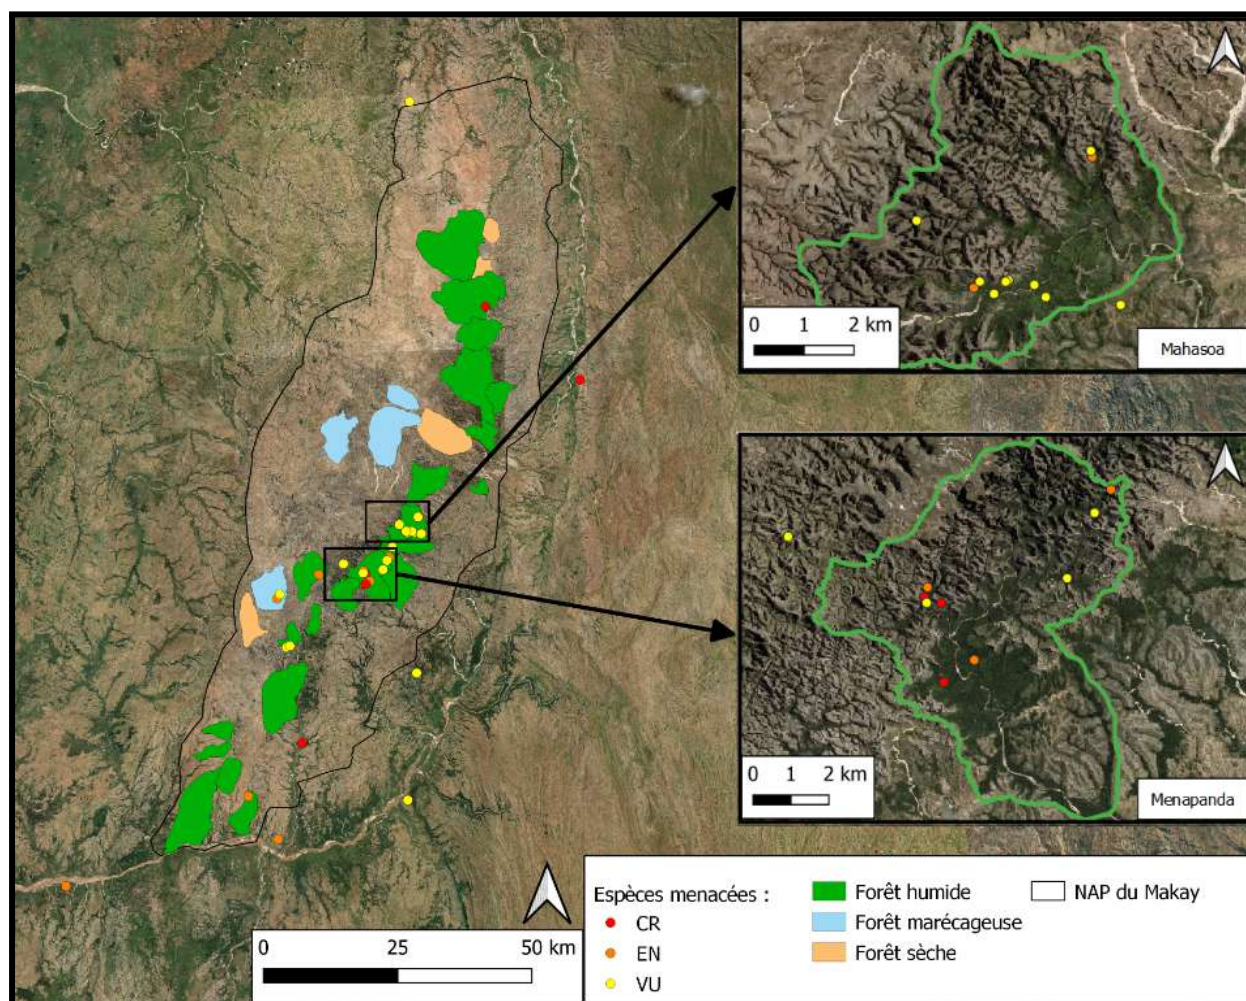 0 1 2 km
Mahasoa
0 1 2 km
Menapanda
0 25 50 km
Espèces menacées :
CR
EN
VU
Forêt humide
Forêt marécageuse
Forêt sèche
NAP du Makay